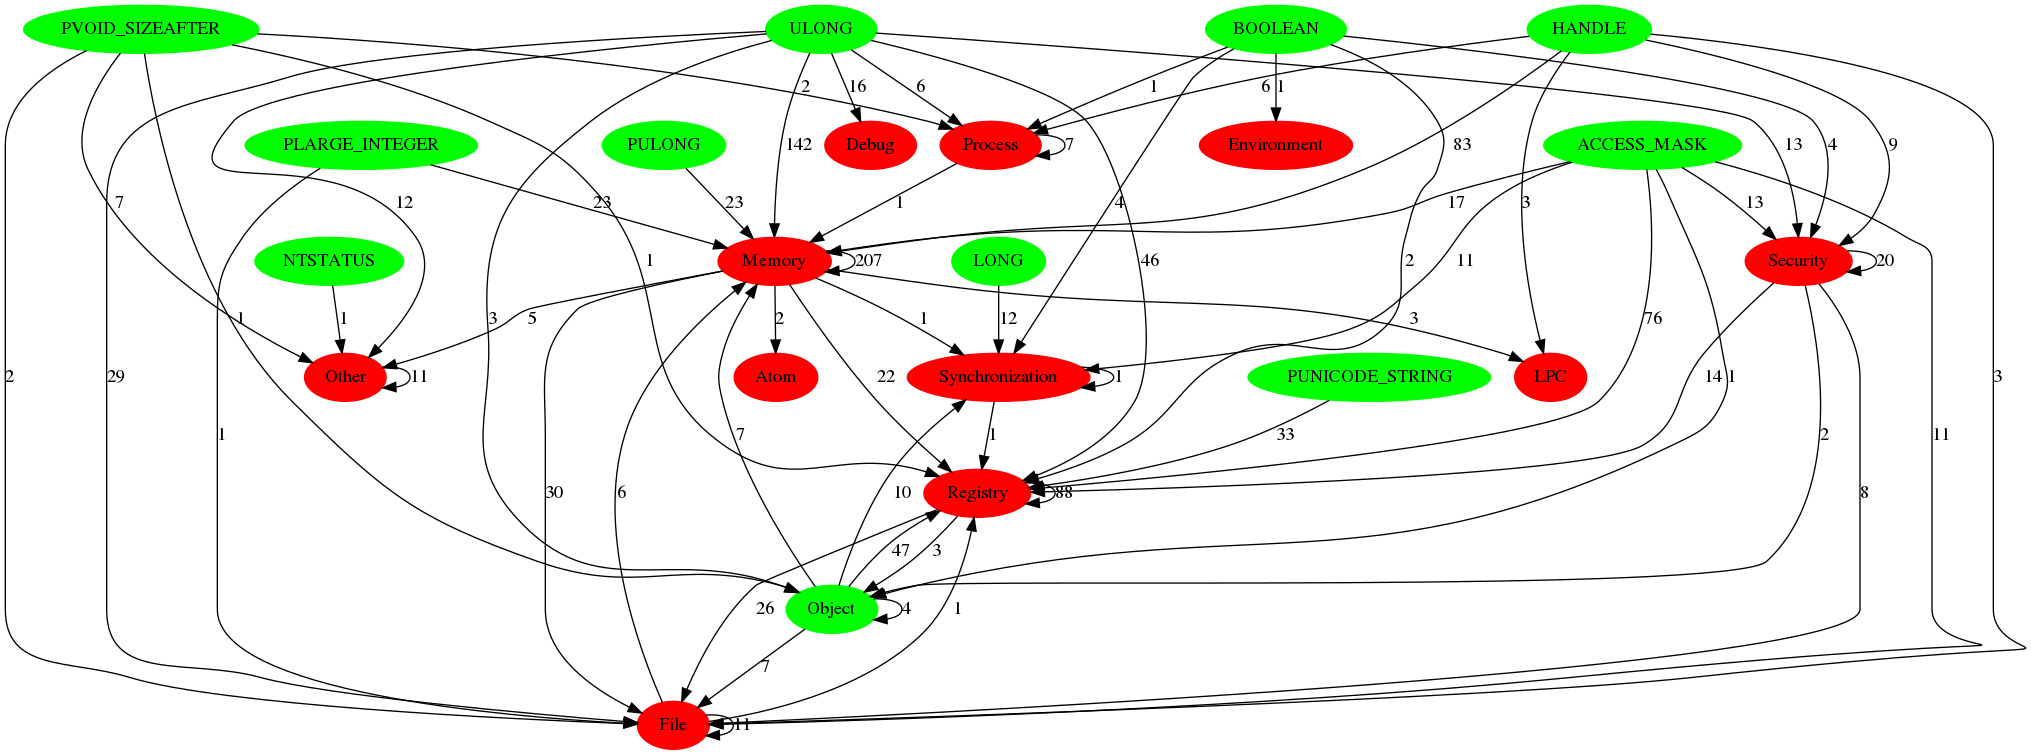 PVOID_SIZEAFTER
ULONG
BOOLEAN
HANDLE
2
16
6
1
6
1
PLARGE_INTEGER
PULONG
142
Debug
Process
7
Environment
83
ACCESS_MASK
13
4
9
7
12
23
23
1
4
17
13
3
NTSTATUS
1
Memory
207
LONG
46
2
11
Security
20
1
3
1
5
2
1
12
3
76
Other
11
Atom
Synchronization
1
PUNICODE_STRING
LPC
2
29
22
14
1
3
1
7
1
33
2
11
30
6
10
Registry
88
8
47
3
26
Object
4
1
7
File
11